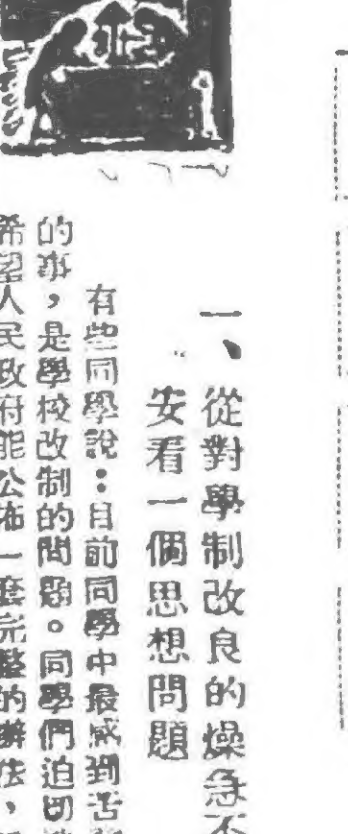 一、從對學制改良的燥急不
安看一個思想問題
有些同學說：目前同學中最感到苦
的事，是學校改制的問題。同學們迫切
希望人民政府能公佈一套完整的辦法，